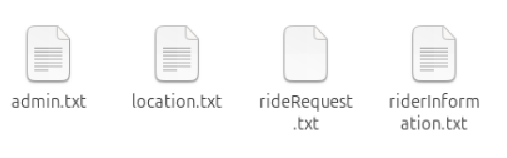 admin.txt
location.txt
rideRequest
.txt
riderInform
ation.txt